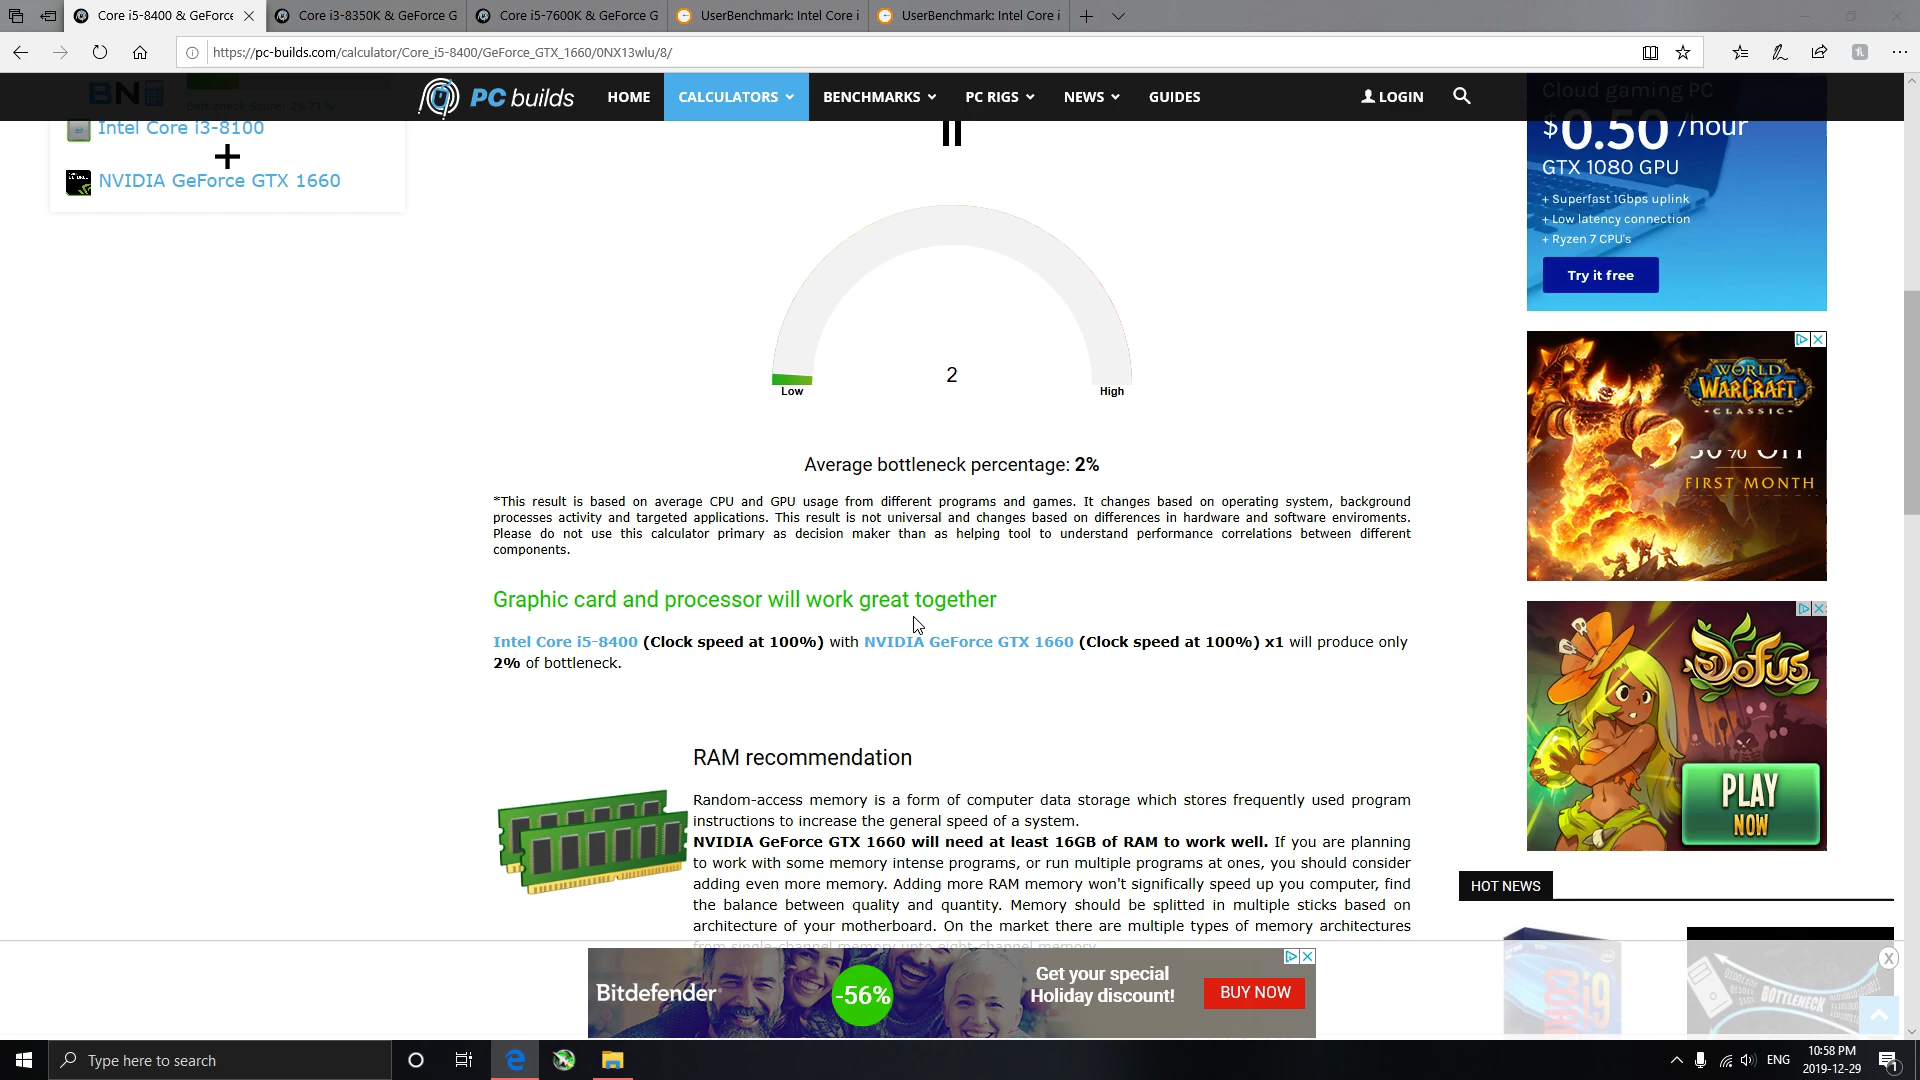 Core i5-8400 & GeForc
Core i3-8350K & GeForce G
Core i5-7600K & GeForce G
UserBenchmark: Intel Core i
UserBenchmark: Intel Core i
https://pc-builds.com/calculator/Core_i5-8400/GeForce_GTX_1660/0NX13wlu/8/
BN
Bottleneck Score: 25.71%
PC builds
HOME
CALCULATORS
BENCHMARKS
PC RIGS
NEWS
GUIDES
LOGIN
Intel Core i3-8100
+
NVIDIA GeForce GTX 1660
Cloud gaming PC
$0.50 /hour
GTX 1080 GPU
+ Superfast 1Gbps uplink
+ Low latency connection
+ Ryzen 7 CPU's
Try it free
2
Low
High
Average bottleneck percentage: 2%
*This result is based on average CPU and GPU usage from different programs and games. It changes based on operating system, background
processes activity and targeted applications. This result is not universal and changes based on differences in hardware and software enviroments.
Please do not use this calculator primary as decision maker than as helping tool to understand performance correlations between different
components.
Graphic card and processor will work great together
Intel Core i5-8400 (Clock speed at 100%) with NVIDIA GeForce GTX 1660 (Clock speed at 100%) x1 will produce only
2% of bottleneck.
RAM recommendation
Random-access memory is a form of computer data storage which stores frequently used program
instructions to increase the general speed of a system.
NVIDIA GeForce GTX 1660 will need at least 16GB of RAM to work well. If you are planning
to work with some memory intense programs, or run multiple programs at ones, you should consider
adding even more memory. Adding more RAM memory won't significally speed up you computer, find
the balance between quality and quantity. Memory should be splitted in multiple sticks based on
architecture of your motherboard. On the market there are multiple types of memory architectures
from single-channel memory upto eight-channel memory.
WORLD
WARCRAFT
CLASSIC
FIRST MONTH
DOFUS
PLAY
NOW
HOT NEWS
CORE i9
BOTTLENECK
Bitdefender
-56%
Get your special
Holiday discount!
BUY NOW
X
Type here to search
ENG
10:58 PM
2019-12-29
1